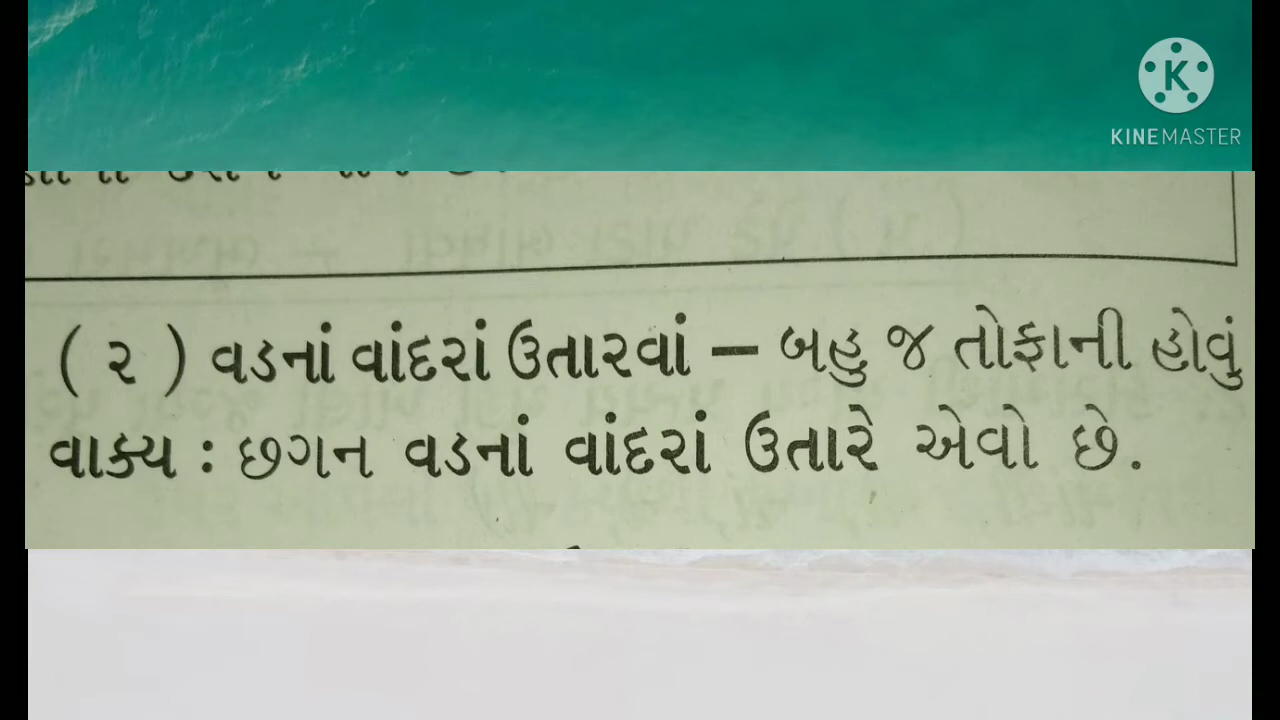 KINEMASTER
( ૨ ) વડનાં વાંદરાં ઉતારવાં – બહુ જ તોફાની હોવું
વાક્ય : છગન વડનાં વાંદરાં ઉતારે એવો છે.